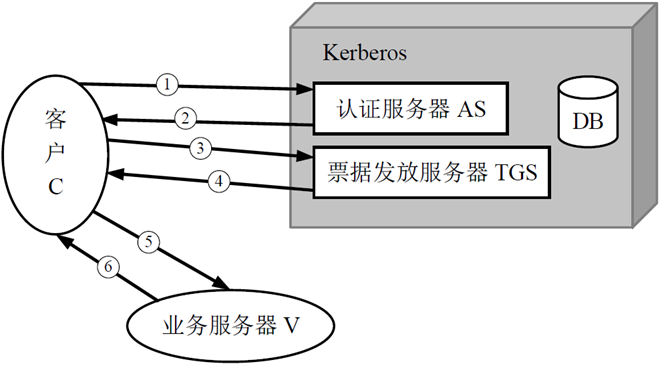 Kerberos
①
认证服务器 AS
②
DB
客
户
C
③
票据发放服务器 TGS
④
⑤
⑥
业务服务器 V